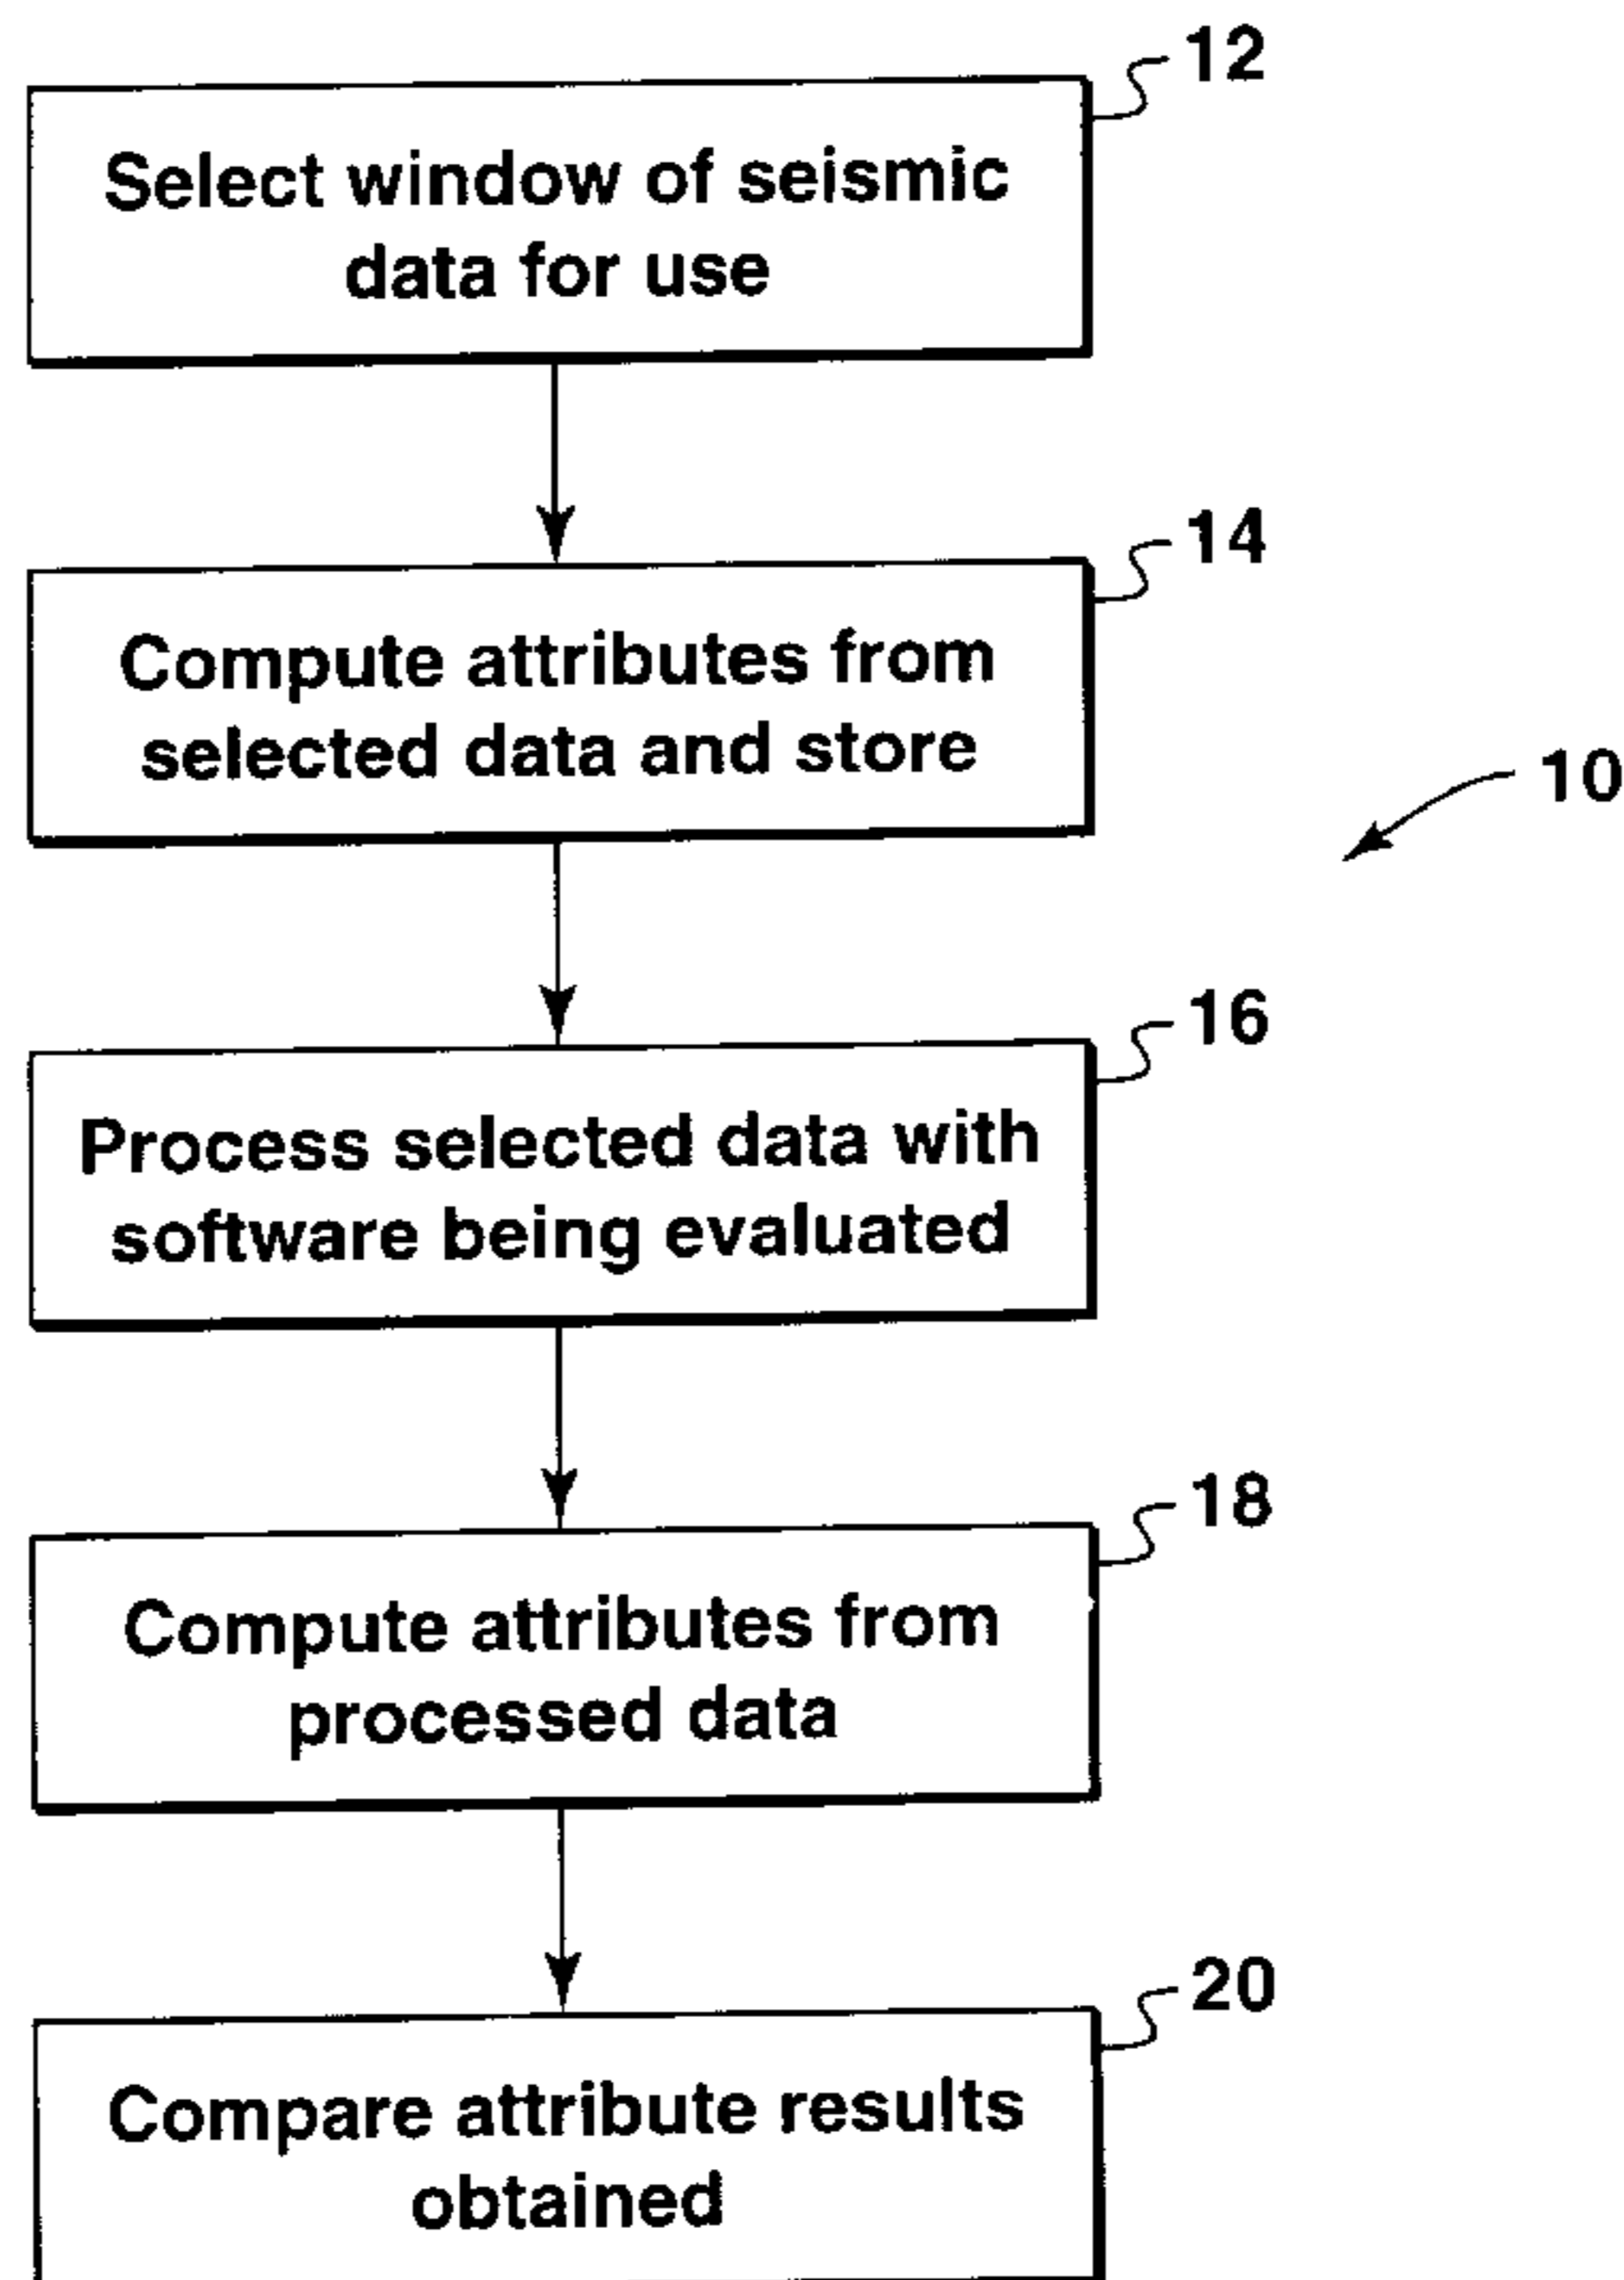 12
Select window of seismic
data for use
14
Compute attributes from
selected data and store
10
16
Process selected data with
software being evaluated
18
Compute attributes from
processed data
20
Compare attribute results
obtained